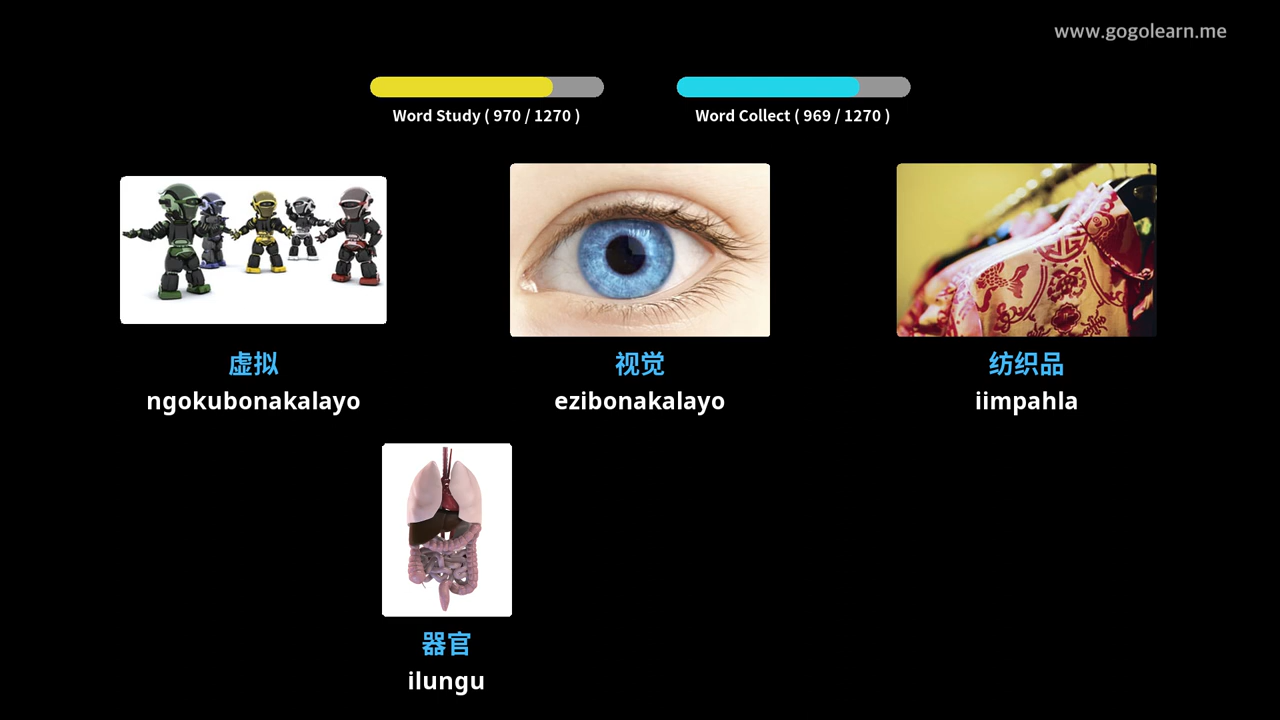 www.gogolearn.me
Word Study ( 970 / 1270 )
Word Collect ( 969 / 1270 )
虚拟
ngokubonakalayo
视觉
ezibonakalayo
纺织品
iimpahla
器官
ilungu